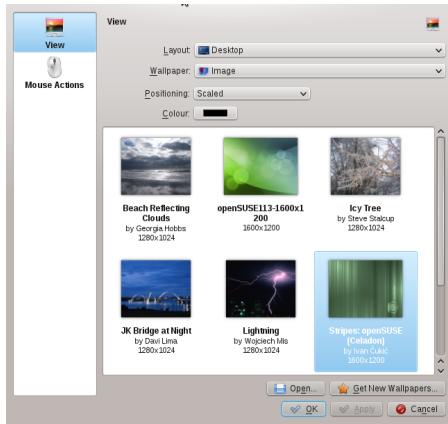 View
View
Mouse Actions
Layout: Desktop
Wallpaper: Image
Positioning: Scaled
Colour:
Beach Reflecting
Clouds
by Georgia Hobbs
1280x1024
openSUSE113-1600x1
200
1600x1200
Icy Tree
by Steve Stalcup
1280x1024
JK Bridge at Night
by Davi Lima
1280x1024
Lightning
by Wojciech Mis
1280x1024
Stripes: openSUSE
(Celadon)
by Ivan Čukić
1600x1200
Open...
Get New Wallpapers...
OK
Apply
Cancel